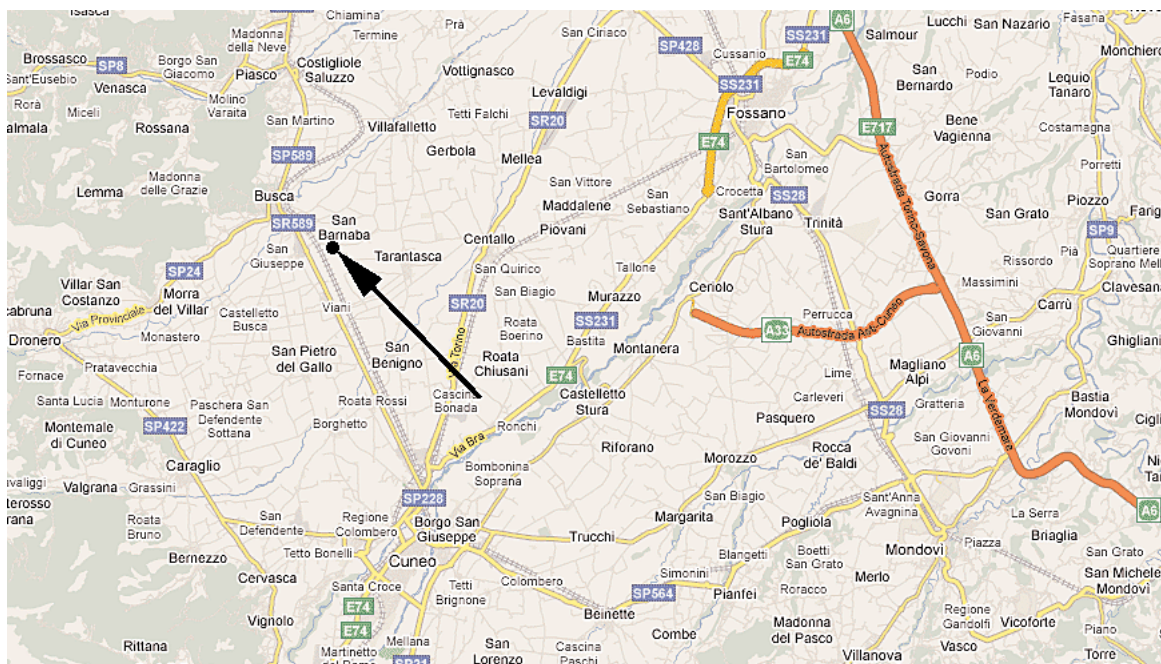 Isasca
Chiamina
Termine
Prà
San Ciriaco
SP428
Cussanio
SS231
A6
Salmour
Lucchi
San Nazario
Fasana
Madonna
della Neve
Brossasco
SP8
Borgo San
Giacomo
Piasco
Costigliole
Saluzzo
Vottignasco
E74
SS231
San
Bernardo
Podio
Lequio
Tanaro
Monchiero
Sant'Eusebio
Venasca
Molino
Varaita
Levaldigi
Fossano
Rorà
Miceli
San Martino
Tetti Falchi
SR20
E717
Bene
Vagienna
Costamagna
Rossana
Villafalletto
Gerbola
Mellea
E74
San
Bartolomeo
Autostrada Torino-Savona
Porretti
SP589
Madonna
delle Grazie
Lemma
Busca
San Vittore
Maddalene
San
Sebastiano
Crocetta
SS28
Gorra
Piozzo
SR589
San
Barnaba
Piovani
Sant'Albano
Stura
Trinità
San Grato
SP9
San
Giuseppe
Centallo
Tarantasca
San Quirico
Tallone
Rissordo
Pià
Quartiere
Soprano
SP24
Villar San
Costanzo
Morra
del Villar
Viani
San Biagio
Murazzo
Ceriolo
Massimini
Clavesana
SR20
Carrù
Via Provinciale
Castelletto
Busca
Roata
Boerino
SS231
Bastita
Perrucca
San
Giovanni
Dronero
Monastero
A33
Autostrada Asti-Cuneo
Ghigliani
Via Torino
San
Benigno
Roata
Chiusani
Montanera
A6
Magliano
Alpi
Pratavecchia
San Pietro
del Gallo
E74
Lime
Fornace
La Verdemare
Santa Lucia
Monturone
Roata Rossi
Cascina
Bonada
Castelletto
Stura
Carleveri
Gratteria
Bastia
Mondovì
Paschera San
Defendente
Sottana
Borghetto
Ronchi
Pasquero
SS28
Montemale
di Cuneo
SP422
Via Bra
Riforano
Rocca
de' Baldi
San Giovanni
Govoni
Caraglio
Bombonina
Soprana
Morozzo
Valgrana
Grassini
SP228
San Biagio
Sant'Anna
Avagnina
Roata
Bruno
San
Defendente
Regione
Colombero
Borgo San
Giuseppe
Margarita
Pogliola
La Serra
A6
Briaglia
Trucchi
Mondovì
Piazza
Bernezzo
Tetto Bonelli
Cuneo
Blangetti
Boetti
San Grato
San Grato
Cervasca
Santa Croce
Tetti
Brignone
Colombero
Simonini
Merlo
San Michele
Mondovì
SP564
Pianfei
Roracco
E74
Beinette
Regione
Gandolfi
Vignolo
E74
Combe
Madonna
del Pasco
Vicoforte
Piano
Rittana
Mellana
San
Lorenzo
Cascina
Paschi
Villanova
Vasco
Torre
Martinetto